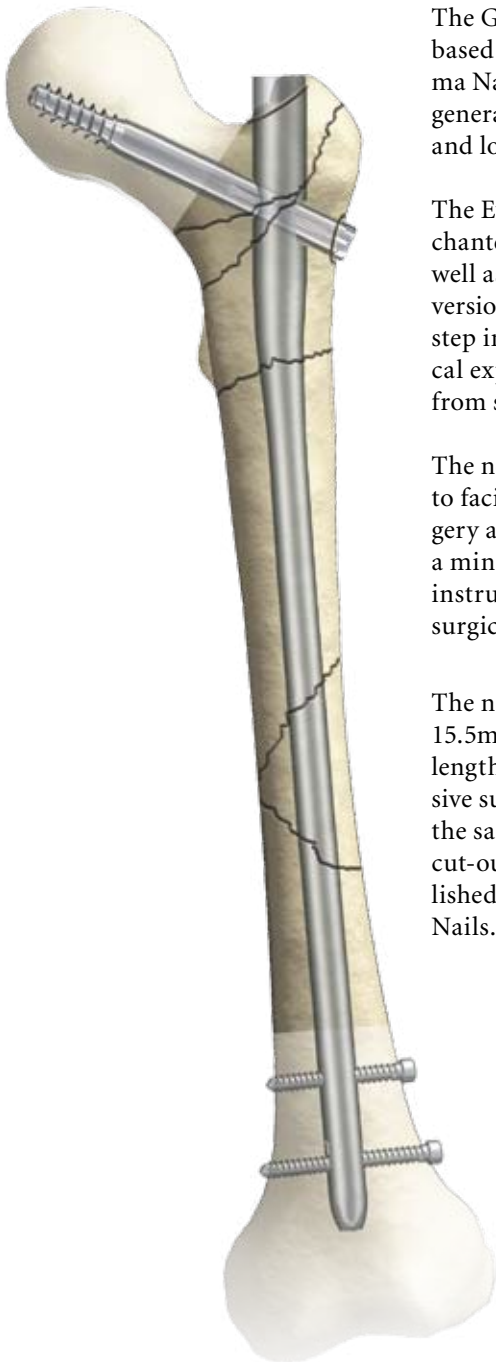 The G
based
ma Na
genera
and lo
The E
chante
well a
versio
step i
cal ex
from s
The n
to faci
gery a
a min
instru
surgic
The n
15.5m
length
sive su
the sa
cut-ou
lished
Nails.